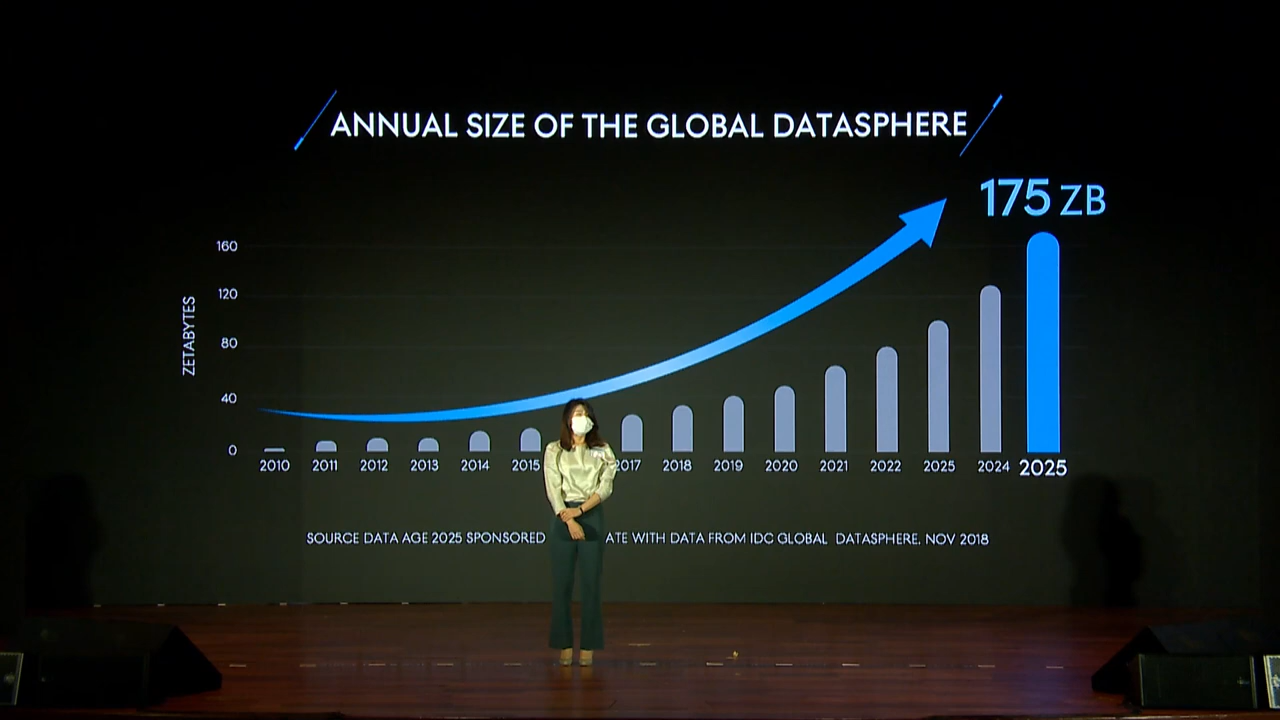 ANNUAL SIZE OF THE GLOBAL DATASPHERE
175 ZB
ZETABYTES
160
120
80
40
0
2010 2011 2012 2013 2014 2015 2017 2018 2019 2020 2021 2022 2025 2024 2025
SOURCE DATA AGE 2025 SPONSORED ATE WITH DATA FROM IDC GLOBAL DATASPHERE. NOV 2018